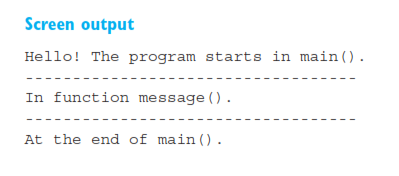 Screen output
Hello! The program starts in main().
-----------------------------------
In function message().
-----------------------------------
At the end of main().